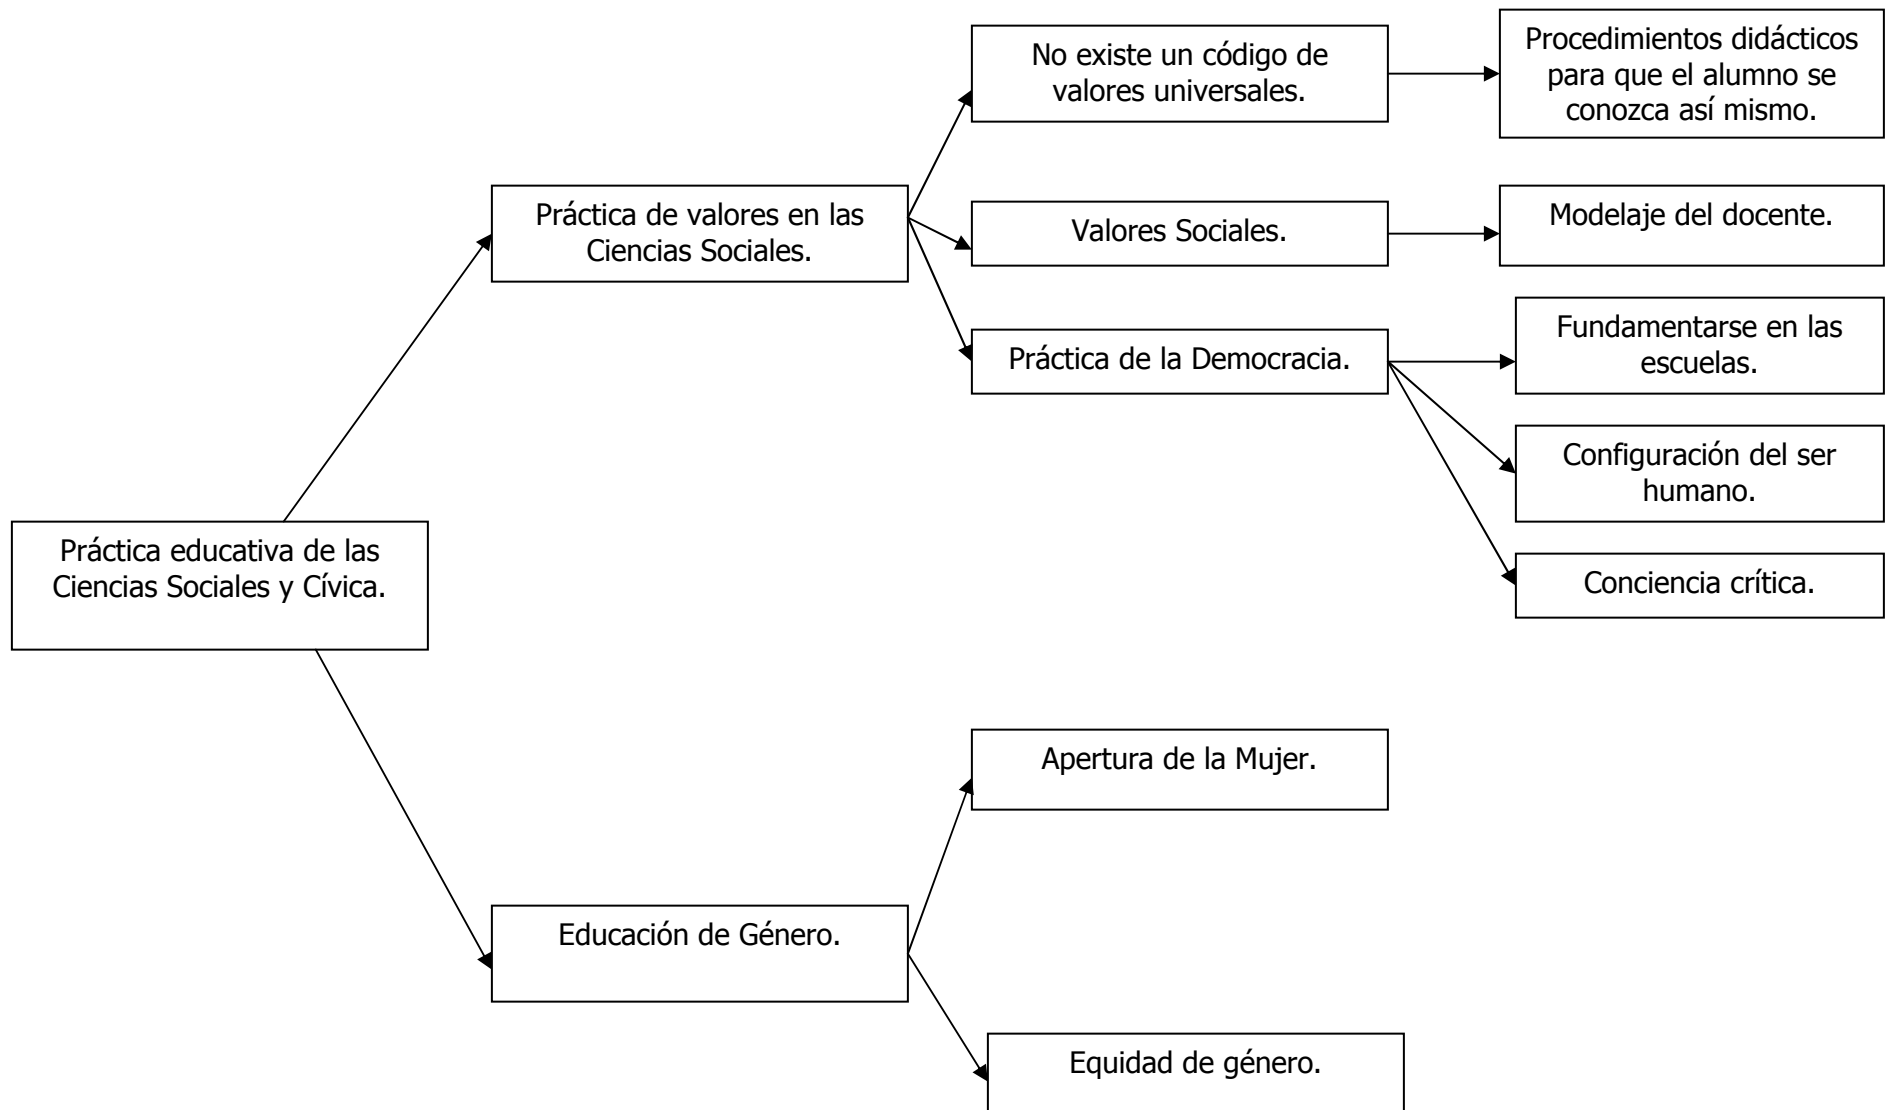 No existe un código de
valores universales.
Procedimientos didácticos
para que el alumno se
conozca así mismo.
Práctica de valores en las
Ciencias Sociales.
Valores Sociales.
Modelaje del docente.
Práctica de la Democracia.
Fundamentarse en las
escuelas.
Configuración del ser
humano.
Conciencia crítica.
Práctica educativa de las
Ciencias Sociales y Cívica.
Apertura de la Mujer.
Educación de Género.
Equidad de género.